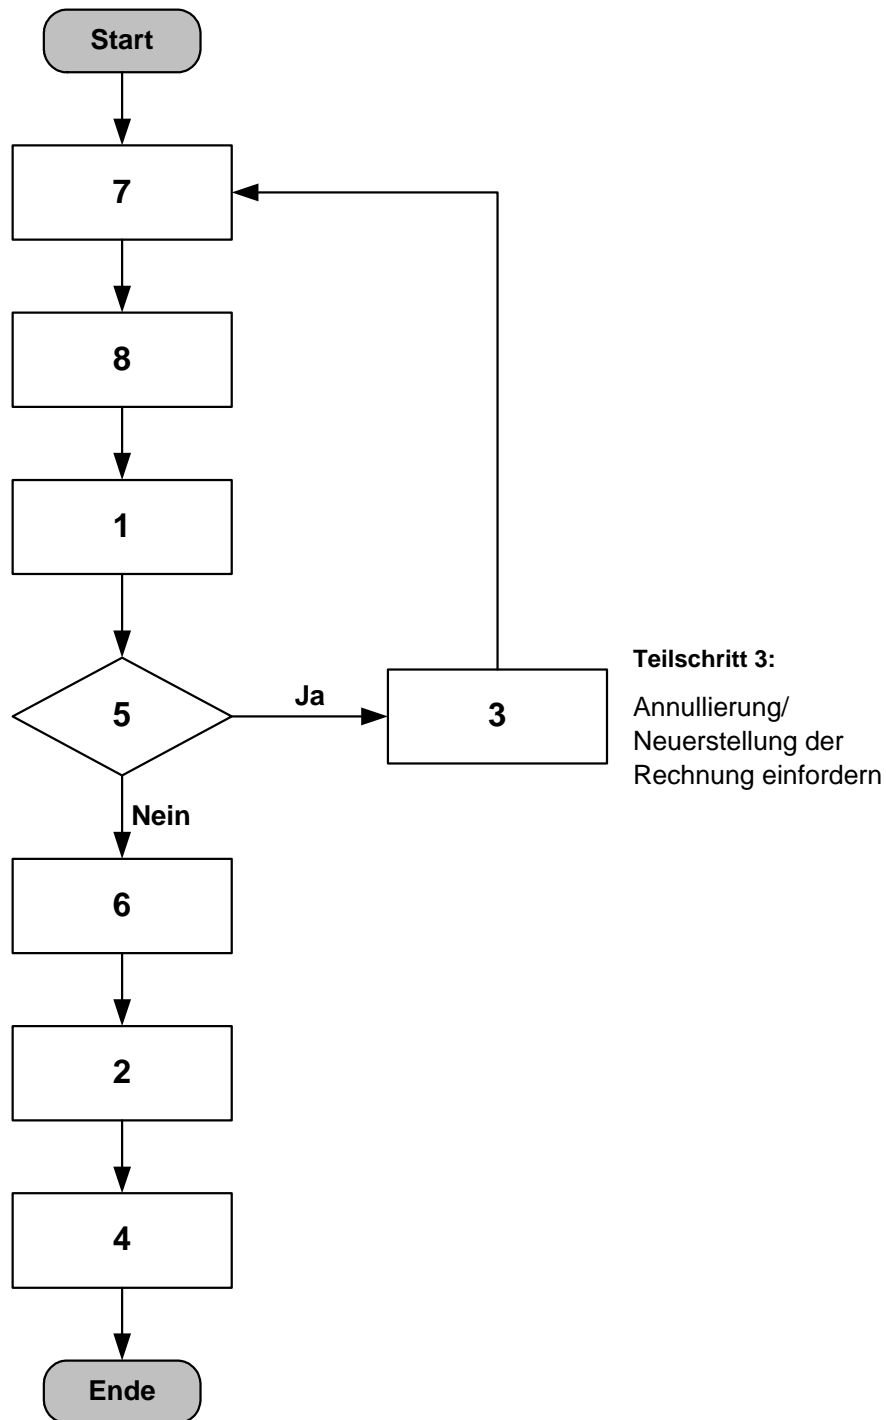 Start
7
8
1
5
Ja
3
Teilschritt 3:
Annullierung/
Neuerstellung der
Rechnung einfordern
Nein
6
2
4
Ende